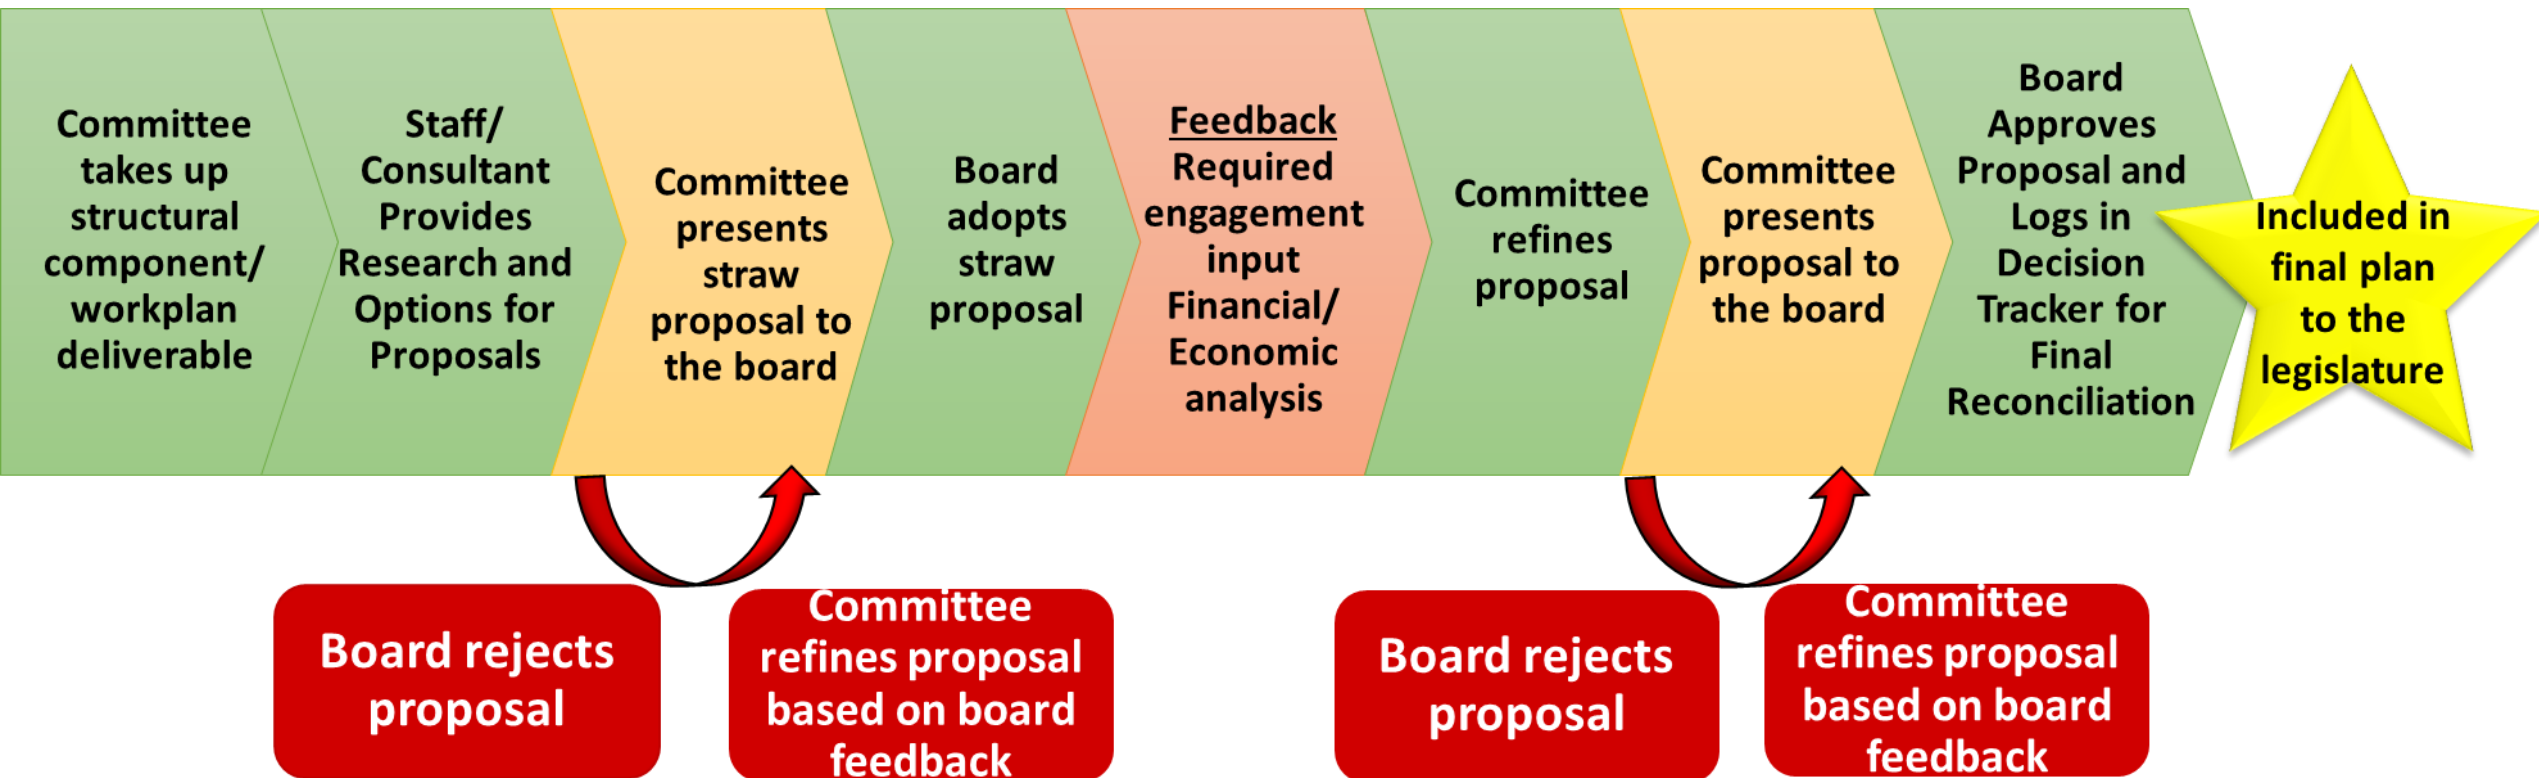 Committee
takes up
structural
component/
workplan
deliverable
Staff/
Consultant
Provides
Research and
Options for
Proposals
Committee
presents
straw
proposal to
the board
Board
adopts
straw
proposal
Feedback
Required
engagement
input
Financial/
Economic
analysis
Committee
refines
proposal
Committee
presents
proposal to
the board
Board
Approves
Proposal and
Logs in
Decision
Tracker for
Final
Reconciliation
Included in
final plan
to the
legislature
Board rejects
proposal
Committee
refines proposal
based on board
feedback
Board rejects
proposal
Committee
refines proposal
based on board
feedback